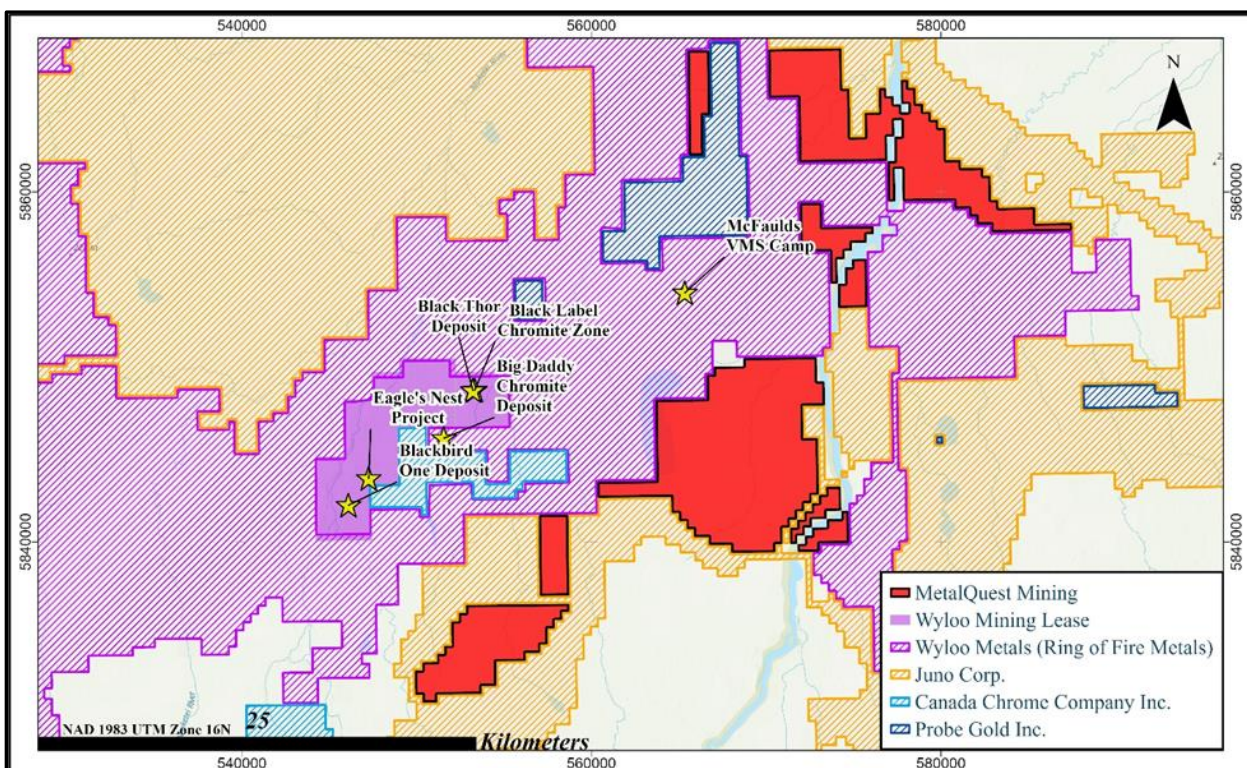 540000
560000
580000
N
5860000
5860000
McFaulds
VMS Camp
Black Thor
Deposit
Black Label
Chromite Zone
Big Daddy
Chromite
Deposit
Eagle's Nest
Project
Blackbird
One Deposit
5840000
5840000
MetalQuest Mining
Wyloo Mining Lease
Wyloo Metals (Ring of Fire Metals)
Juno Corp.
Canada Chrome Company Inc.
Probe Gold Inc.
NAD 1983 UTM Zone 16N
25
Kilometers
540000
560000
580000